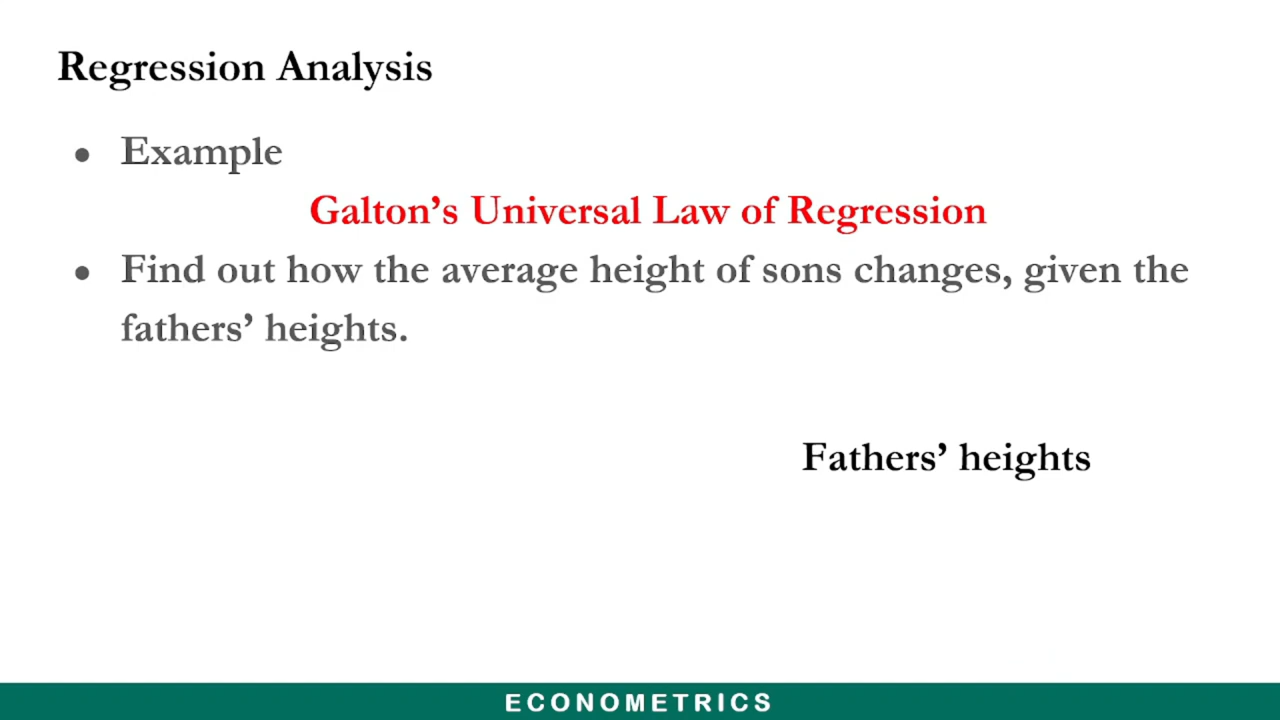 Regression Analysis
● Example
Galton’s Universal Law of Regression
● Find out how the average height of sons changes, given the
fathers’ heights.
Fathers’ heights
ECONOMETRICS